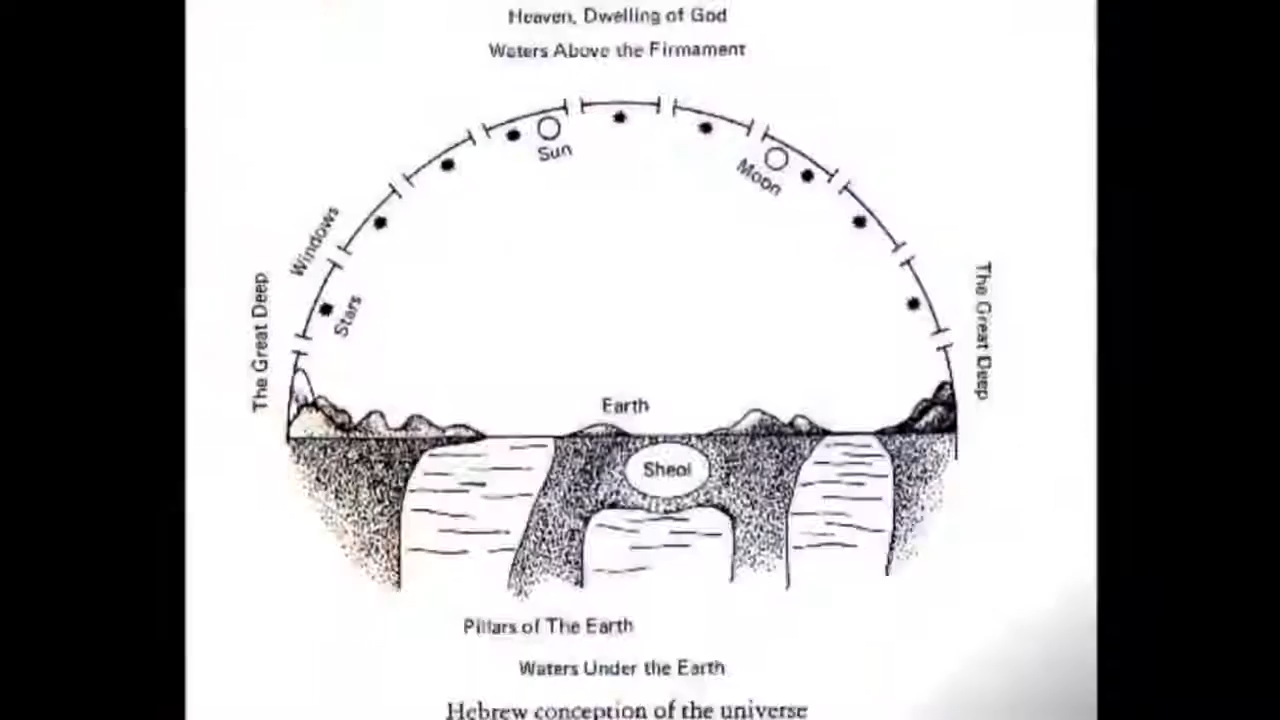 Heaven, Dwelling of God
Waters Above the Firmament
Sun
Moon
Windows
Stars
The Great Deep
The Great Deep
Earth
Sheol
Pillars of The Earth
Waters Under the Earth
Hebrew conception of the universe